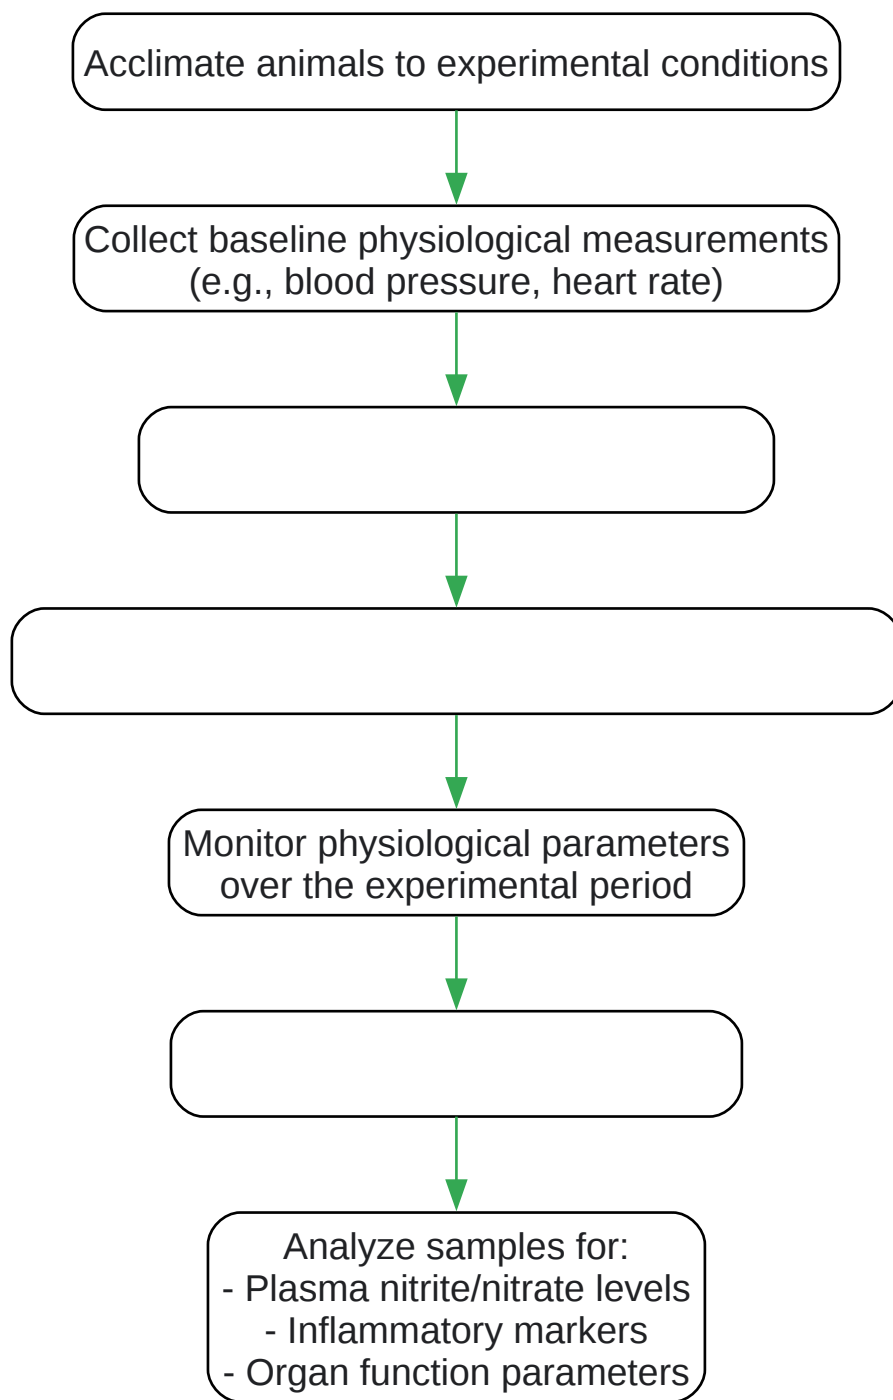 Acclimate animals to experimental conditions
Collect baseline physiological measurements
(e.g., blood pressure, heart rate)
Monitor physiological parameters
over the experimental period
Analyze samples for:
- Plasma nitrite/nitrate levels
- Inflammatory markers
- Organ function parameters